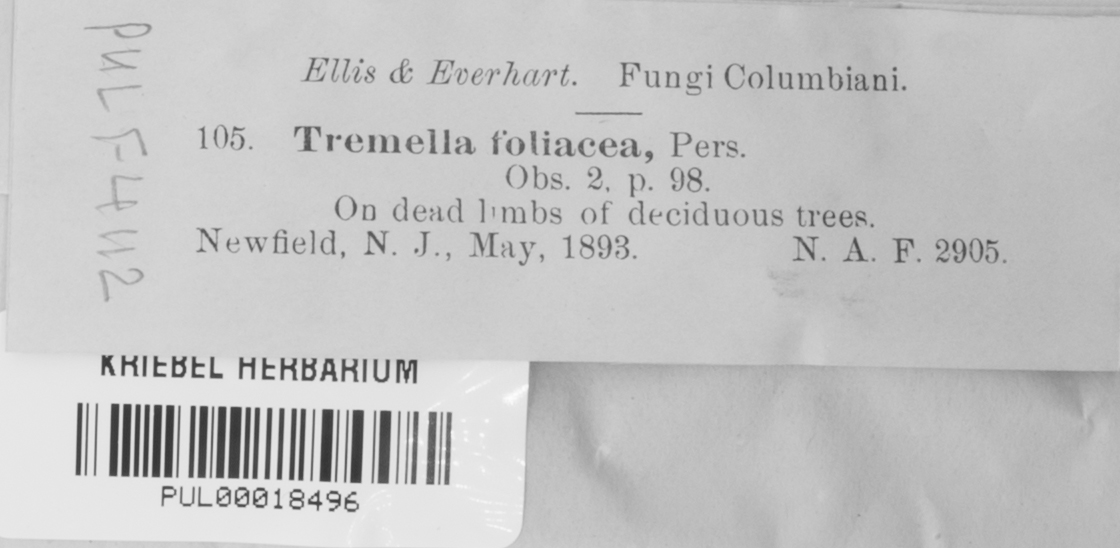 Ellis & Everhart. Fungi Columbiani.
105. Tremella foliacea, Pers.
Obs. 2, p. 98.
On dead limbs of deciduous trees.
Newfield, N. J., May, 1893. N. A. F. 2905.
PUL F442
KRIEBEL HERBARIUM
PUL00018496